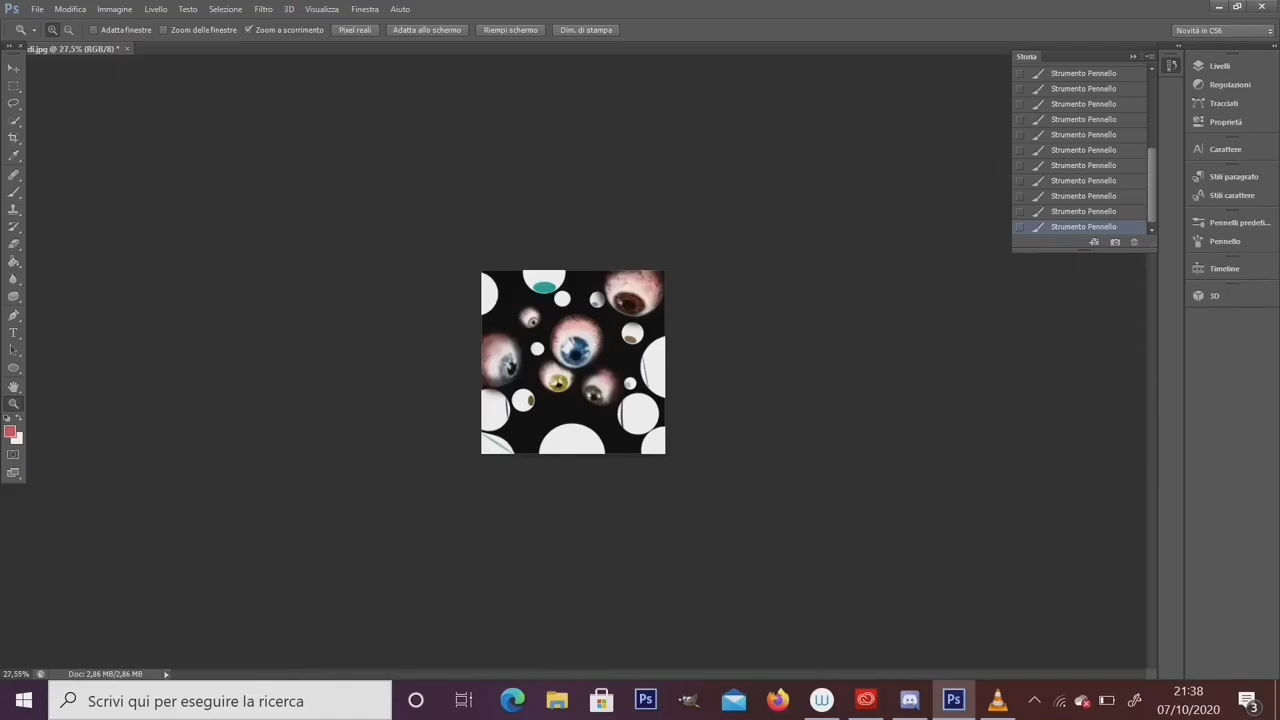 Ps File Modifica Immagine Livello Testo Selezione Filtro 3D Visualizza Finestra Aiuto
Adatta finestre Zoom delle finestre Zoom a scorrimento Pixel reali Adatta allo schermo Riempi schermo Dim. di stampa Novità in CS6
di.jpg @ 27,5% (RGB/8) * ×
Storia
Strumento Pennello
Strumento Pennello
Strumento Pennello
Strumento Pennello
Strumento Pennello
Strumento Pennello
Strumento Pennello
Strumento Pennello
Strumento Pennello
Strumento Pennello
Strumento Pennello
Livelli
Regolazioni
Tracciati
Proprietà
Carattere
Stili paragrafo
Stili carattere
Pennelli predefi...
Pennello
Timeline
3D
27,55% Doc: 2,86 MB/2,86 MB
Scrivi qui per eseguire la ricerca
Ps
Ps
21:38
07/10/2020
3